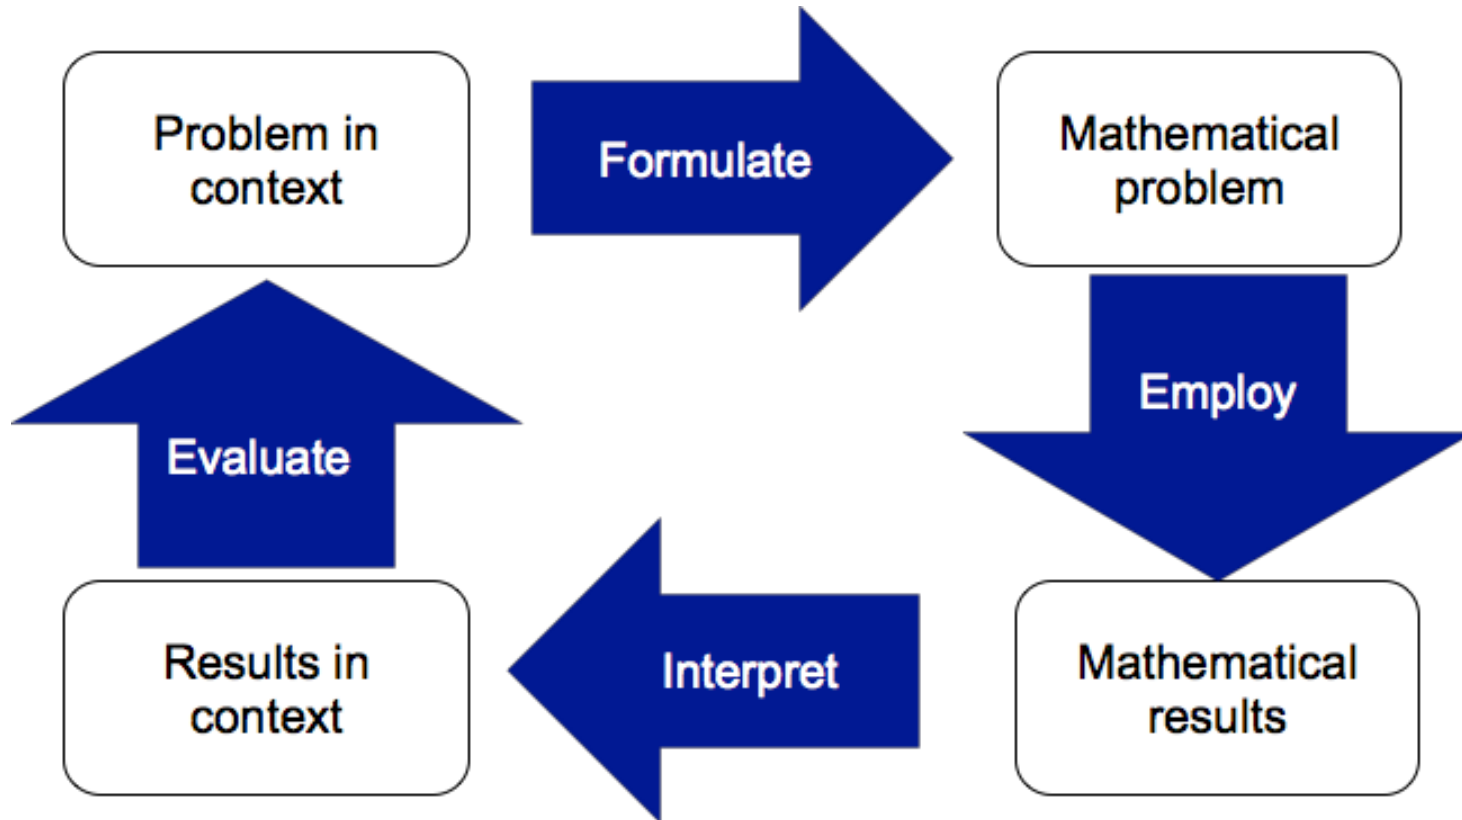 Problem in
context
Formulate
Mathematical
problem
Employ
Mathematical
results
Interpret
Results in
context
Evaluate